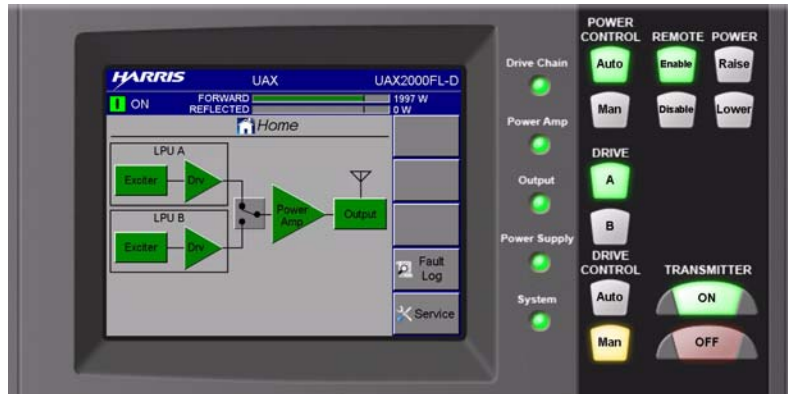 HARRIS UAX UAX2000FL-D
ON FORWARD 1997 W
REFLECTED 0 W
Home
LPU A
Exciter Drv
LPU B
Exciter Drv
Power
Amp
Output
Fault
Log
Service
Drive Chain
Power Amp
Output
Power Supply
System
POWER
CONTROL
Auto
Man
REMOTE
Enable
Disable
POWER
Raise
Lower
DRIVE
A
B
DRIVE
CONTROL
Auto
Man
TRANSMITTER
ON
OFF